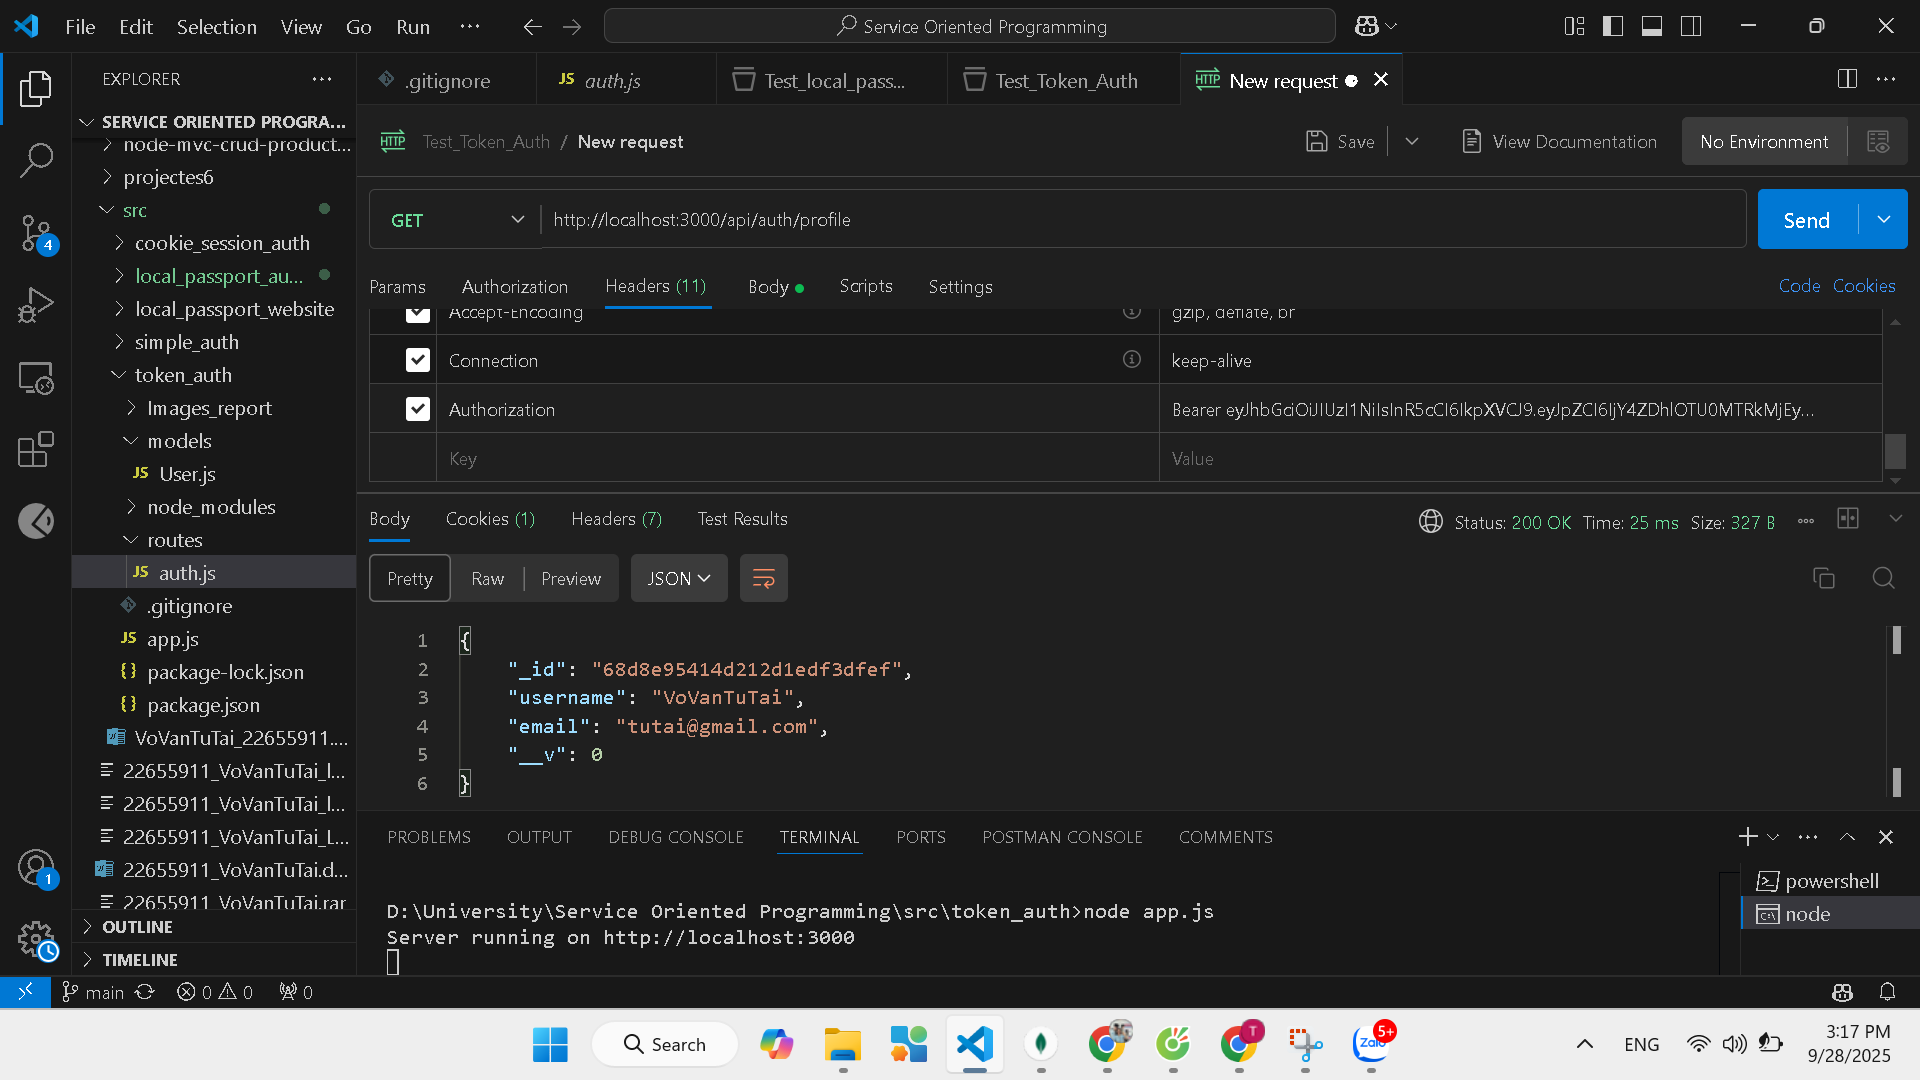 File Edit Selection View Go Run ···
Service Oriented Programming
EXPLORER
SERVICE ORIENTED PROGRA...
node-mvc-crud-product...
projectes6
src
cookie_session_auth
local_passport_au...
local_passport_website
simple_auth
token_auth
Images_report
models
JS User.js
node_modules
routes
JS auth.js
.gitignore
JS app.js
{} package-lock.json
{} package.json
VoVanTuTai_22655911....
22655911_VoVanTuTai_l...
22655911_VoVanTuTai_l...
22655911_VoVanTuTai_L...
22655911_VoVanTuTai.d...
22655911_VoVanTuTai.rar
OUTLINE
TIMELINE
4
1
.gitignore
JS auth.js
Test_local_pass...
Test_Token_Auth
HTTP New request
HTTP Test_Token_Auth / New request
Save
View Documentation
No Environment
GET http://localhost:3000/api/auth/profile
Send
Params Authorization Headers (11) Body Scripts Settings
Code Cookies
Accept-Encoding gzip, deflate, br
Connection keep-alive
Authorization Bearer eyJhbGciOiJIUzI1NiIsInR5cCI6IkpXVCJ9.eyJpZCI6IjY4ZDhlOTU0MTRkMjEy...
Key Value
Body Cookies (1) Headers (7) Test Results
Status: 200 OK Time: 25 ms Size: 327 B
Pretty Raw Preview JSON
1 {
2 "_id": "68d8e95414d212d1edf3dfef",
3 "username": "VoVanTuTai",
4 "email": "tutai@gmail.com",
5 "__v": 0
6 }
PROBLEMS OUTPUT DEBUG CONSOLE TERMINAL PORTS POSTMAN CONSOLE COMMENTS
D:\University\Service Oriented Programming\src\token_auth>node app.js
Server running on http://localhost:3000
powershell
node
main 0 0 0
Search
T
5+
Zalo
ENG
3:17 PM
9/28/2025